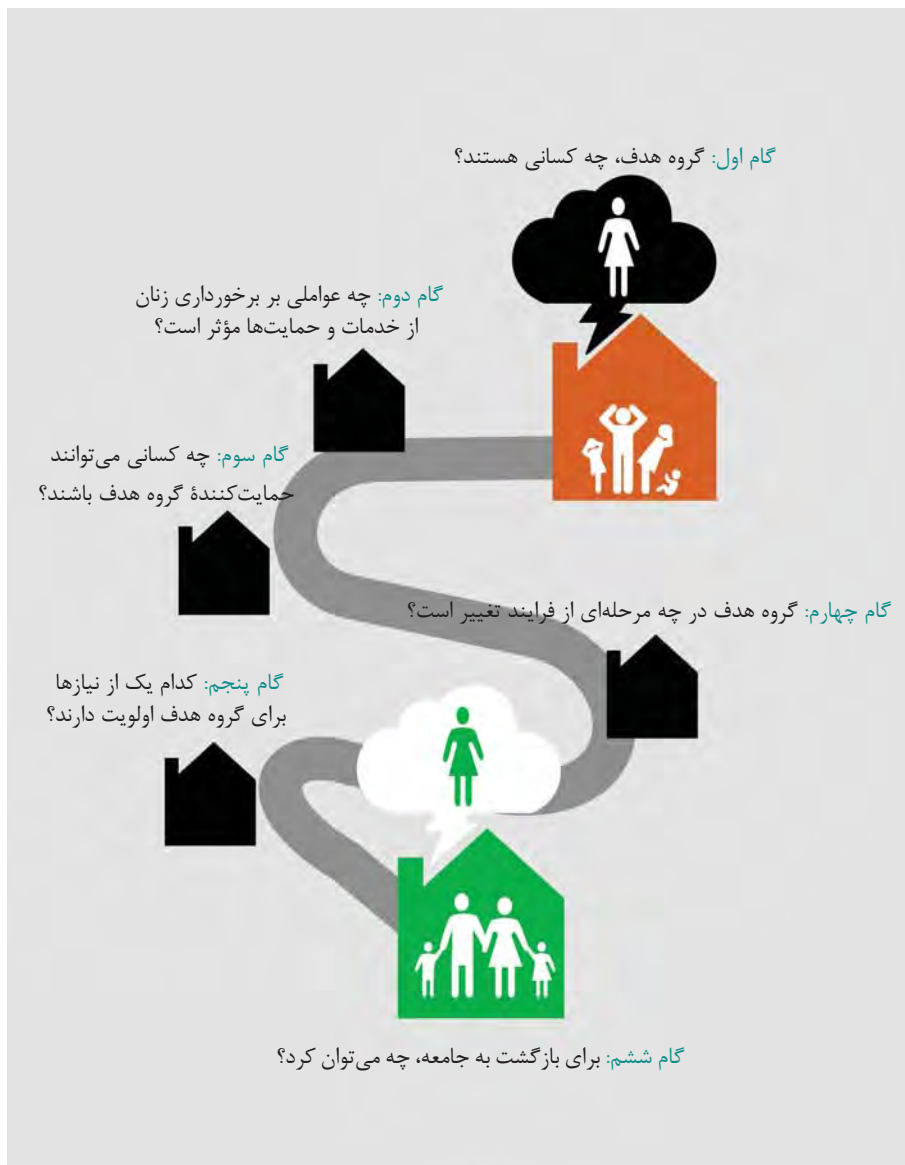 گام اول: گروه هدف، چه کسانی هستند؟
گام دوم: چه عواملی بر برخورداری زنان
از خدمات و حمایت‌ها مؤثر است؟
گام سوم: چه کسانی می‌توانند
حمایت‌کنندهٔ گروه هدف باشند؟
گام چهارم: گروه هدف در چه مرحله‌ای از فرایند تغییر است؟
گام پنجم: کدام یک از نیازها
برای گروه هدف اولویت دارند؟
گام ششم: برای بازگشت به جامعه، چه می‌توان کرد؟